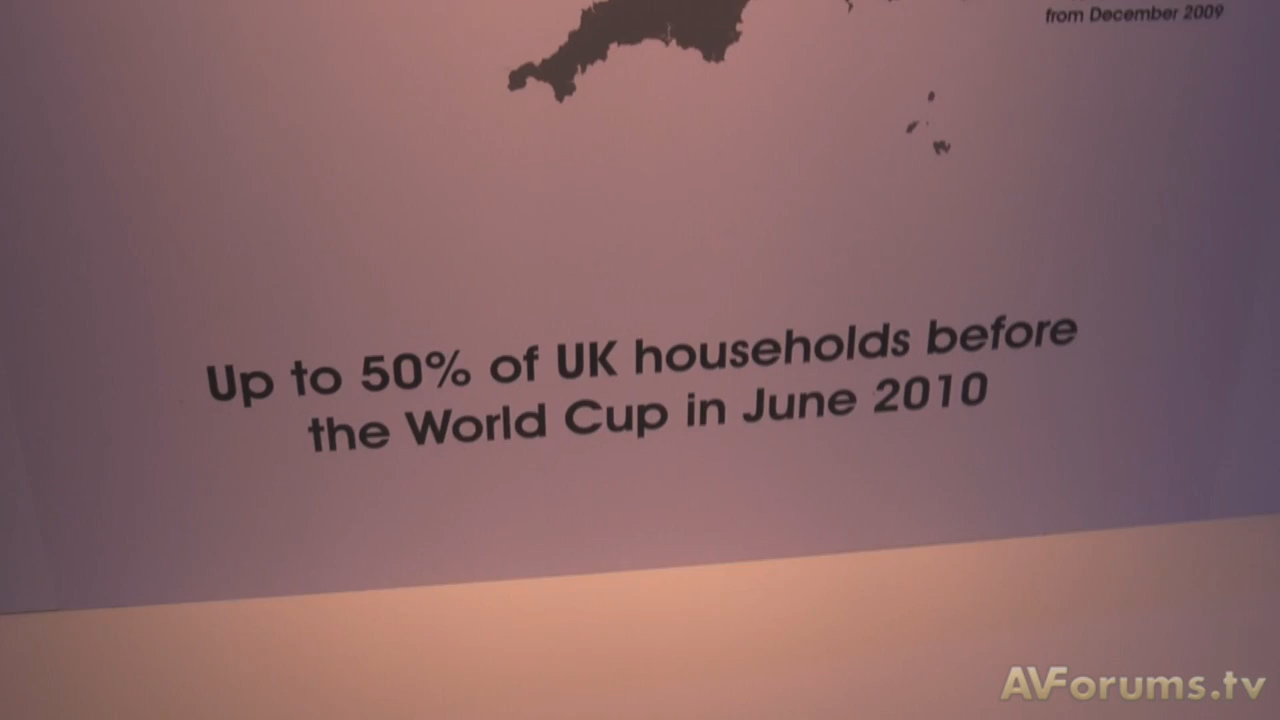 from December 2009
Up to 50% of UK households before
the World Cup in June 2010
AVForums.tv